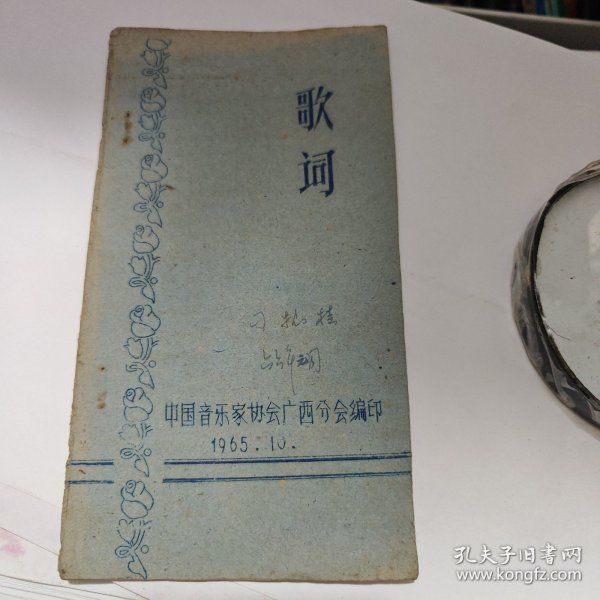 歌词
中国音乐家协会广西分会编印
1965.10.
孔夫子旧书网
www.kongfz.com